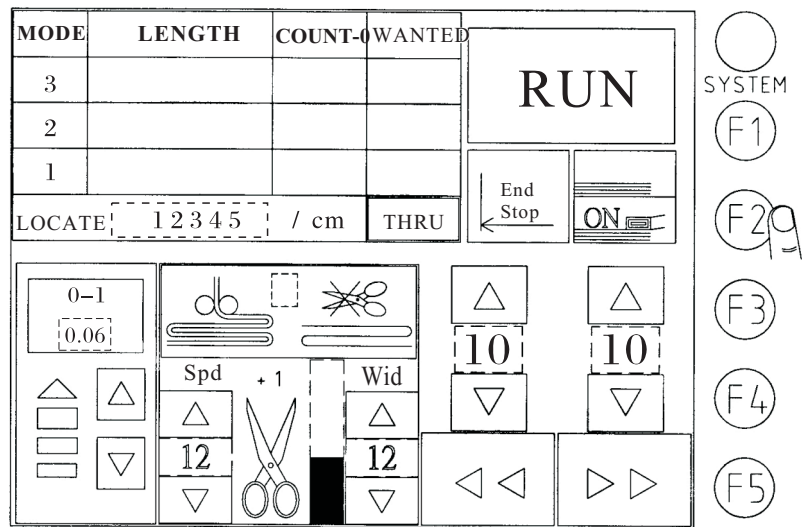 MODE LENGTH COUNT-0 WANTED
3
2
1
LOCATE 12345 / cm THRU
RUN
End
Stop
ON
SYSTEM
F1
F2
F3
F4
F5
0-1
0.06
Spd +1 Wid
12 12
10 10